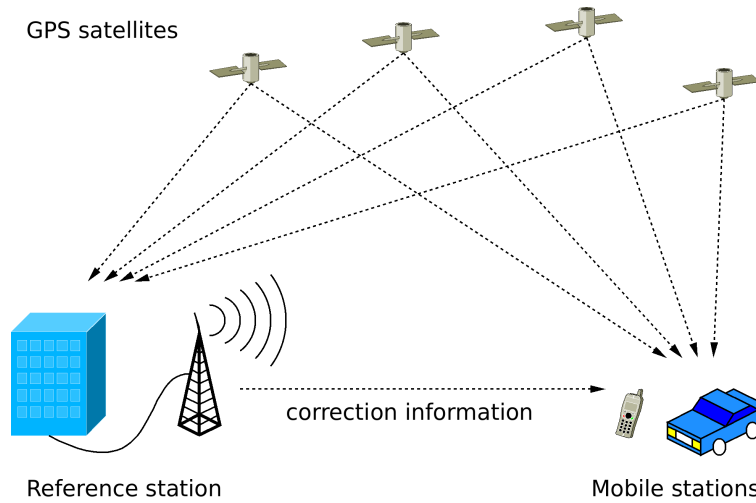 GPS satellites
correction information
Reference station
Mobile stations